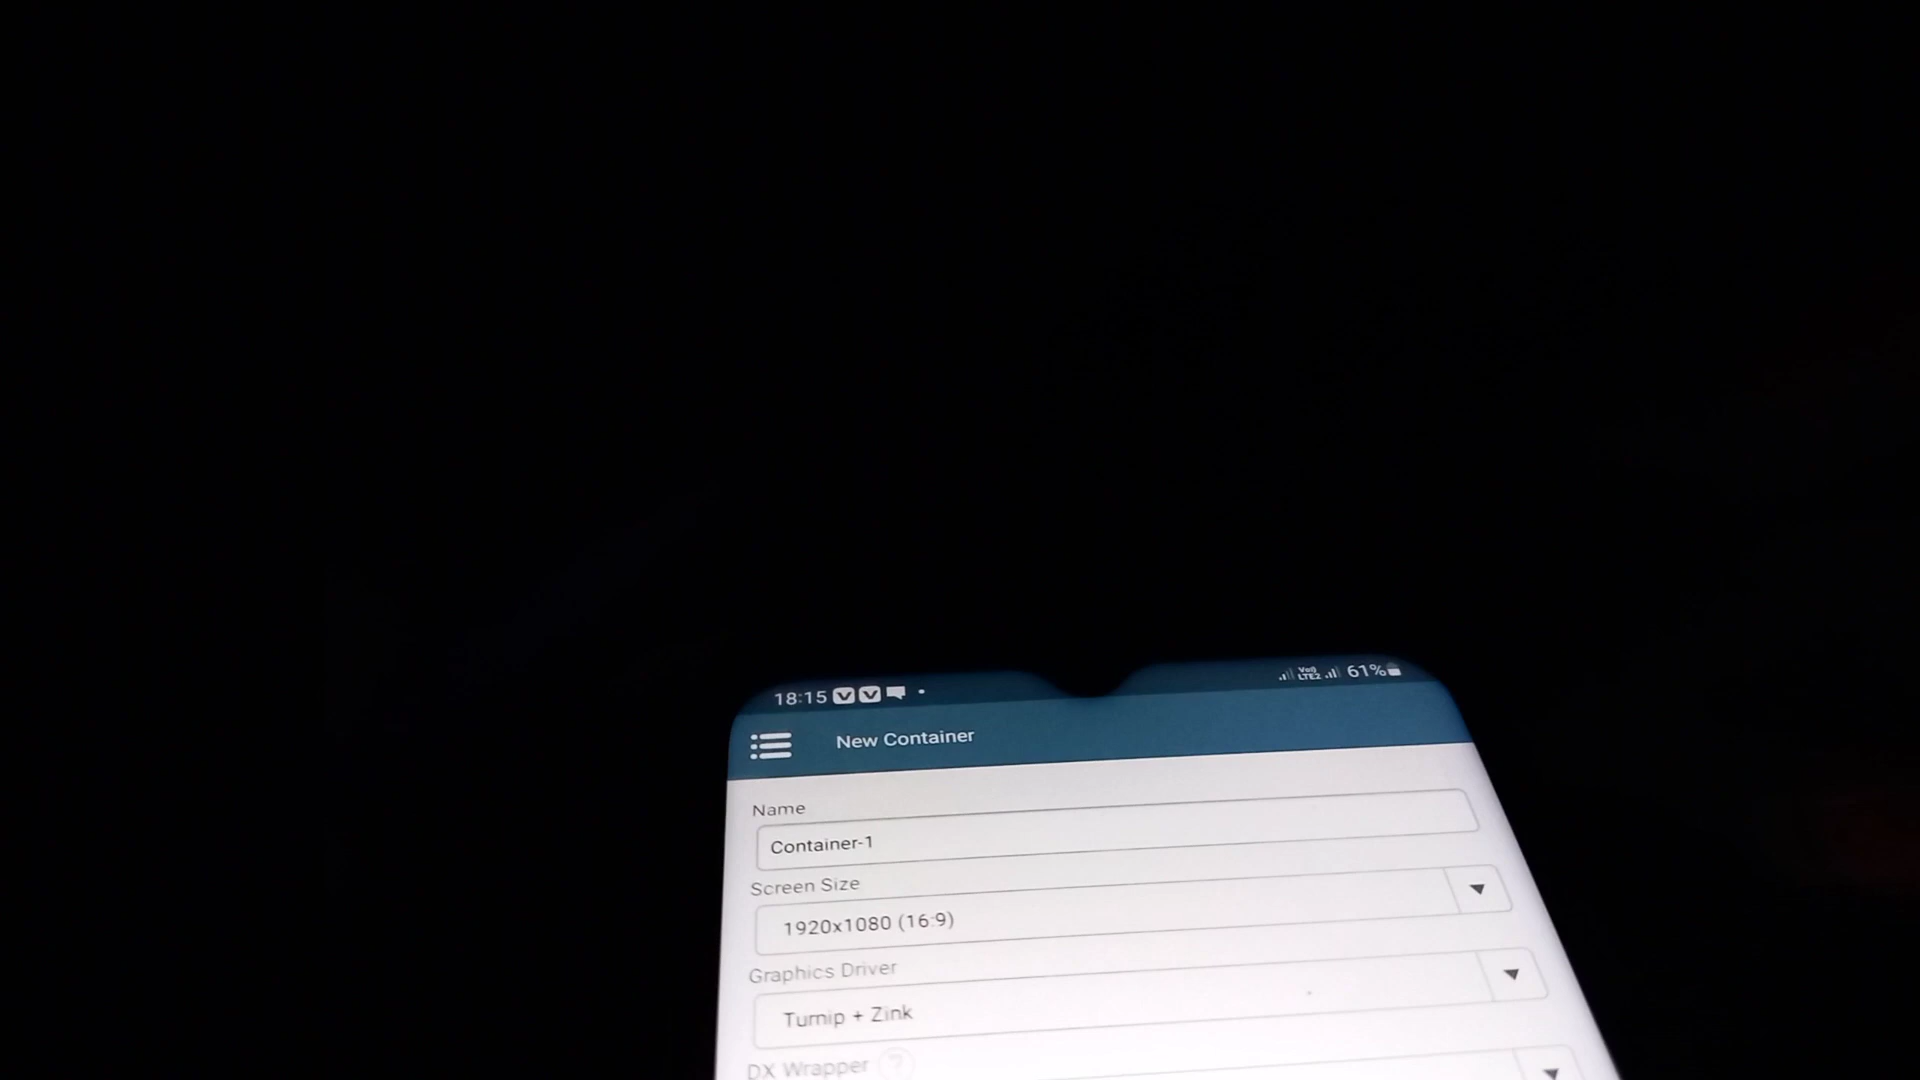 18:15 61%
New Container
Name
Container-1
Screen Size
1920x1080 (16:9)
Graphics Driver
Turnip + Zink
DX Wrapper ?